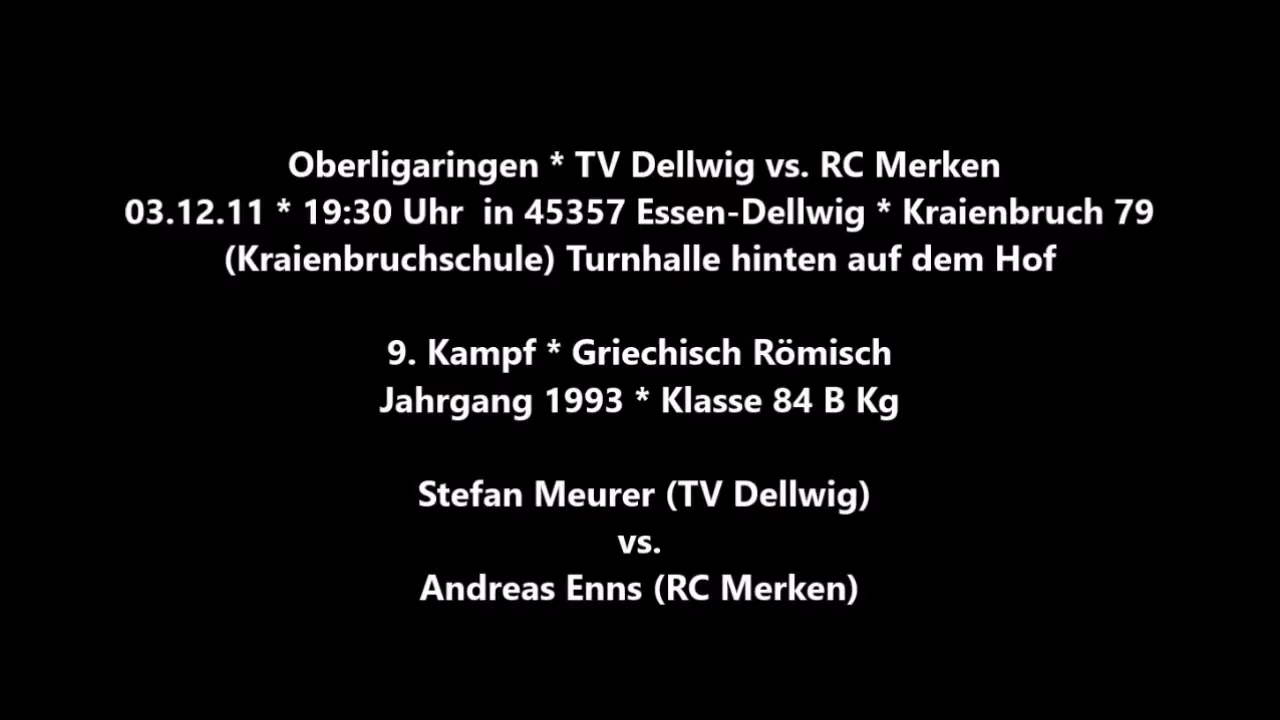 Oberligaringen * TV Dellwig vs. RC Merken
03.12.11 * 19:30 Uhr  in 45357 Essen-Dellwig * Kraienbruch 79
(Kraienbruchschule) Turnhalle hinten auf dem Hof
9. Kampf * Griechisch Römisch
Jahrgang 1993 * Klasse 84 B Kg
Stefan Meurer (TV Dellwig)
vs.
Andreas Enns (RC Merken)